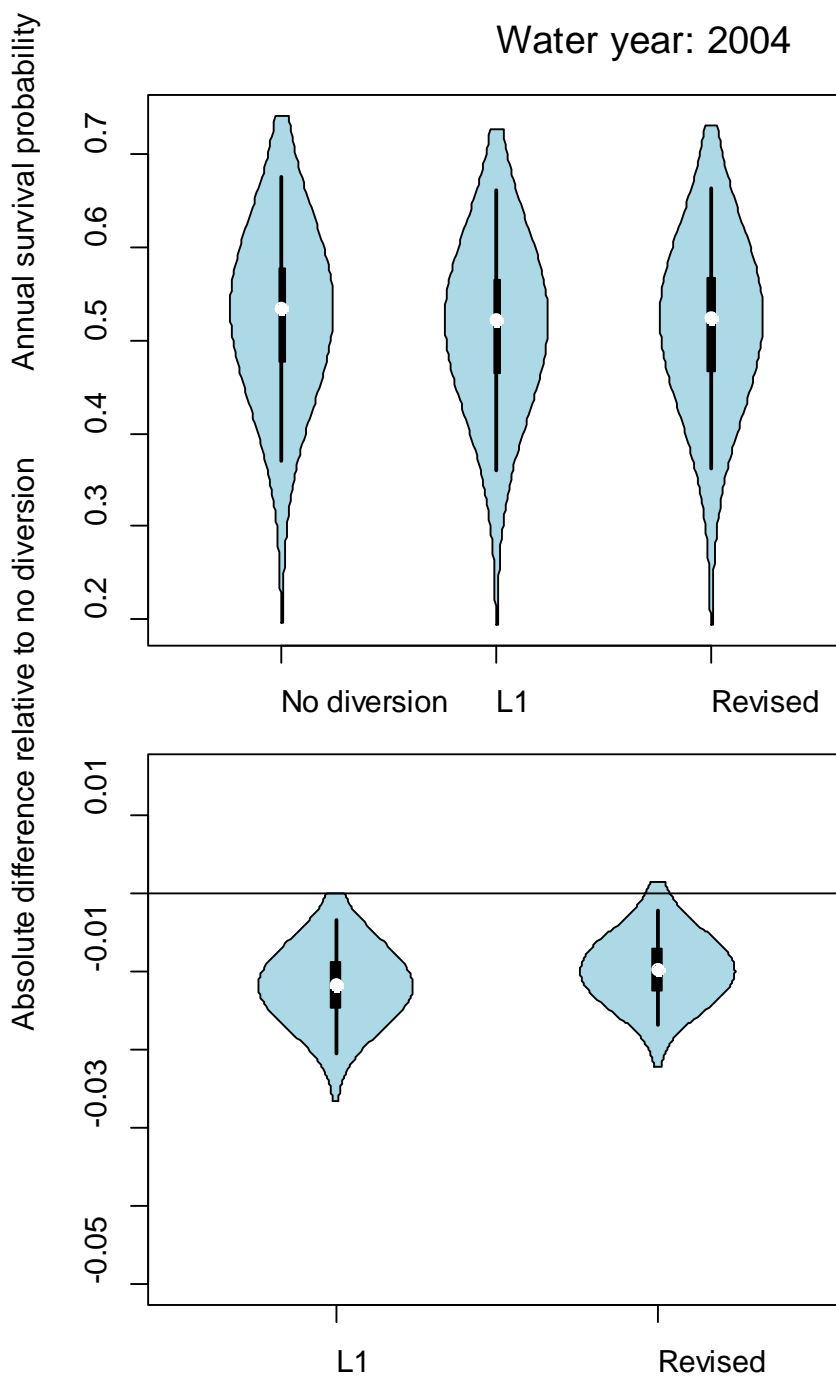 Water year: 2004
Annual survival probability
0.7
0.6
0.5
0.4
0.3
0.2
No diversion L1 Revised
Absolute difference relative to no diversion
0.01
-0.01
-0.03
-0.05
L1 Revised